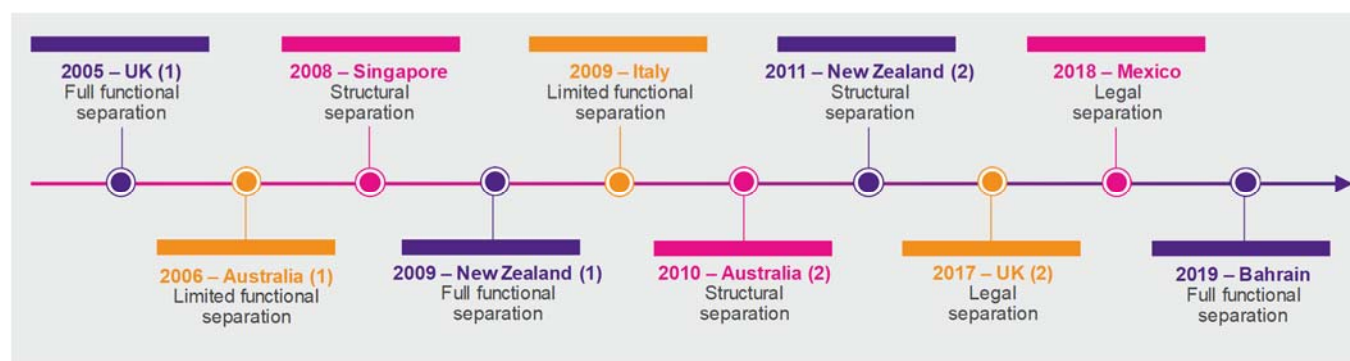 2005 – UK (1)
Full functional
separation
2008 – Singapore
Structural
separation
2009 – Italy
Limited functional
separation
2011 – New Zealand (2)
Structural
separation
2018 – Mexico
Legal
separation
2006 – Australia (1)
Limited functional
separation
2009 – New Zealand (1)
Full functional
separation
2010 – Australia (2)
Structural
separation
2017 – UK (2)
Legal
separation
2019 – Bahrain
Full functional
separation